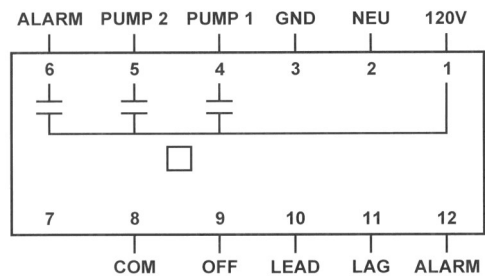 ALARM PUMP 2 PUMP 1 GND NEU 120V
6 5 4 3 2 1
7 8 9 10 11 12
COM OFF LEAD LAG ALARM